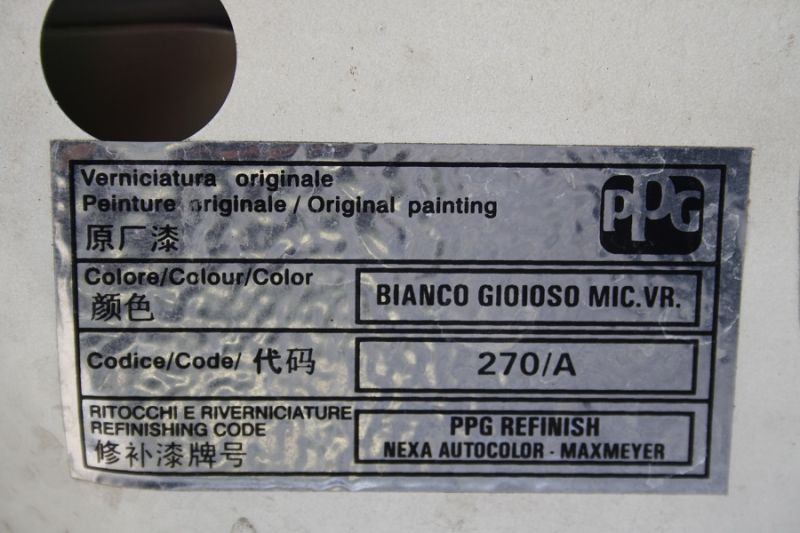 Verniciatura originale
Peinture originale / Original painting
原厂漆
PPG
Colore/Colour/Color
颜色
BIANCO GIOIOSO MIC.VR.
Codice/Code/ 代码
270/A
RITOCCHI E RIVERNICIATURE
REFINISHING CODE
修补漆牌号
PPG REFINISH
NEXA AUTOCOLOR - MAXMEYER